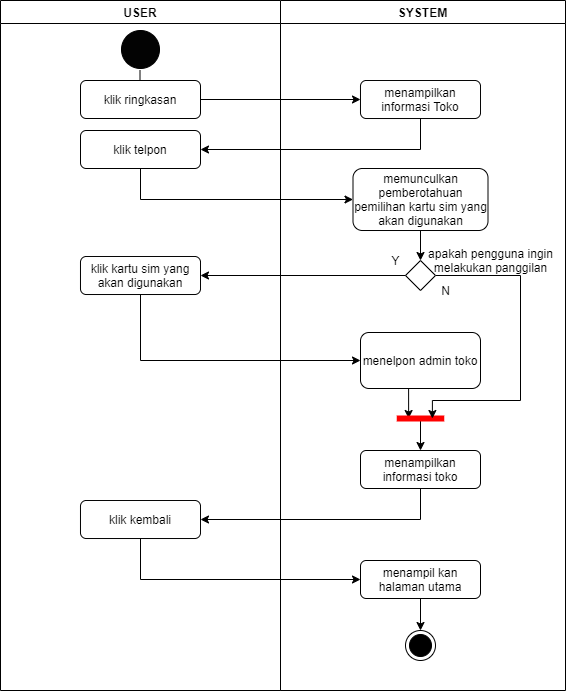 USER
SYSTEM
klik ringkasan
menampilkan
informasi Toko
klik telpon
memunculkan
pemberotahuan
pemilihan kartu sim yang
akan digunakan
apakah pengguna ingin
melakukan panggilan
Y
N
klik kartu sim yang
akan digunakan
menelpon admin toko
menampilkan
informasi toko
klik kembali
menampil kan
halaman utama